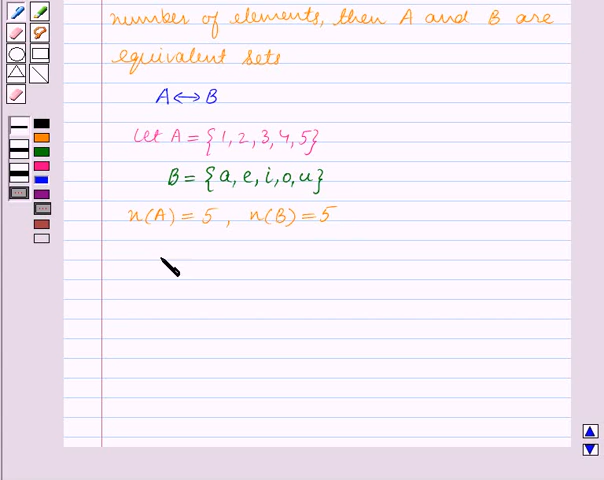 number of elements, then A and B are
equivalent sets
A↔B
Let A = {1, 2, 3, 4, 5}
B = {a, e, i, o, u}
n(A) = 5 , n(B) = 5